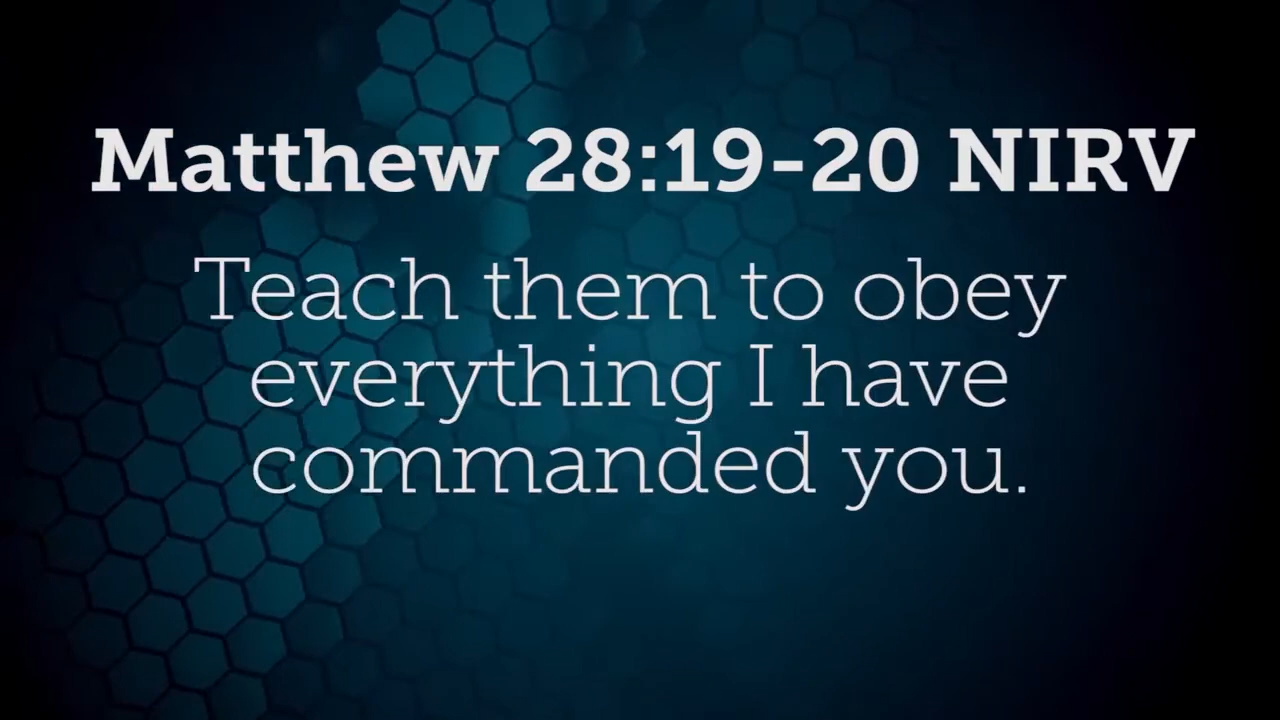 Matthew 28:19-20 NIRV
Teach them to obey
everything I have
commanded you.